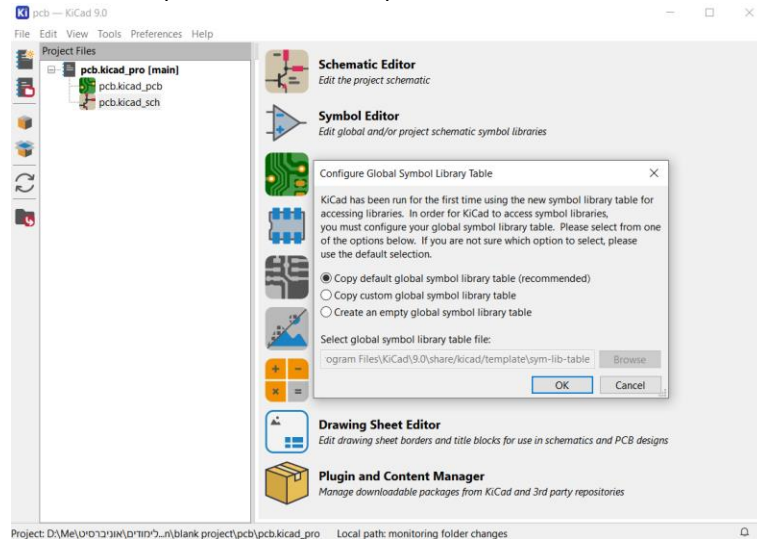 pcb — KiCad 9.0
File Edit View Tools Preferences Help
Project Files
pcb.kicad_pro [main]
pcb.kicad_pcb
pcb.kicad_sch
Schematic Editor
Edit the project schematic
Symbol Editor
Edit global and/or project schematic symbol libraries
Configure Global Symbol Library Table
KiCad has been run for the first time using the new symbol library table for
accessing libraries. In order for KiCad to access symbol libraries,
you must configure your global symbol library table. Please select from one
of the options below. If you are not sure which option to select, please
use the default selection.
Copy default global symbol library table (recommended)
Copy custom global symbol library table
Create an empty global symbol library table
Select global symbol library table file:
ogram Files\KiCad\9.0\share/kicad/template\sym-lib-table Browse
OK Cancel
Drawing Sheet Editor
Edit drawing sheet borders and title blocks for use in schematics and PCB designs
Plugin and Content Manager
Manage downloadable packages from KiCad and 3rd party repositories
Project: D:\Me\לימודים\אוניברסיט...n\blank project\pcb\pcb.kicad_pro Local path: monitoring folder changes